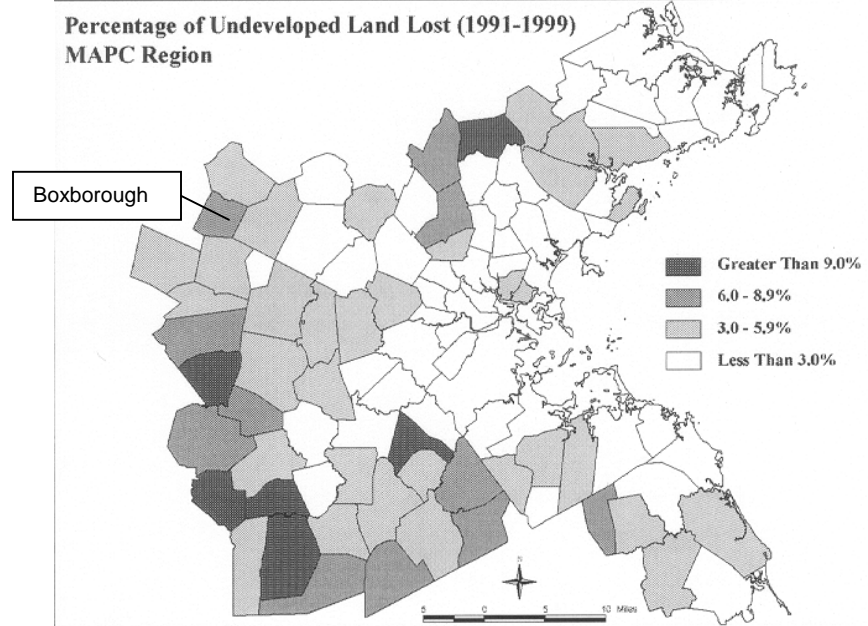 Percentage of Undeveloped Land Lost (1991-1999)
MAPC Region
Boxborough
Greater Than 9.0%
6.0 - 8.9%
3.0 - 5.9%
Less Than 3.0%
N
5 0 5 10 Miles